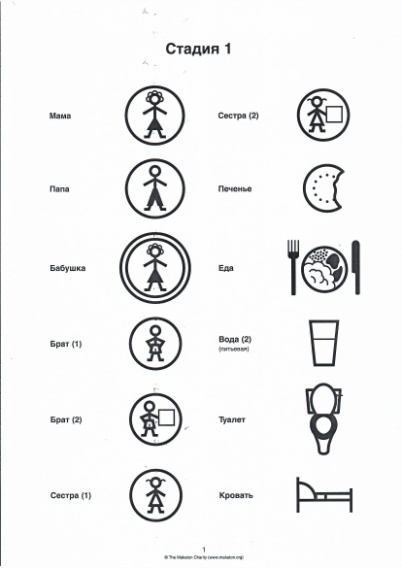 Стадия 1
Мама
Сестра (2)
Папа
Печенье
Бабушка
Еда
Брат (1)
Вода (2)
(питьевая)
Брат (2)
Туалет
Сестра (1)
Кровать
1
© The Makaton Charity (www.makaton.org)